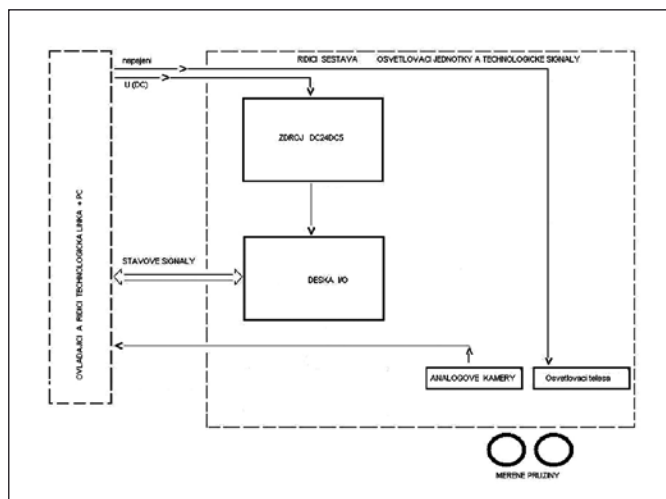 napajeni
U (DC)
RIDICI SESTAVA OSVETLOVACI JEDNOTKY A TECHNOLOGICKE SIGNALY
ZDROJ DC24DC5
OVLADAJICI A RIDICI TECHNOLOGICKA LINKA + PC
STAVOVE SIGNALY
DESKA I/O
ANALOGOVE KAMERY
Osvetlovaci telesa
MERENE PRUZINY